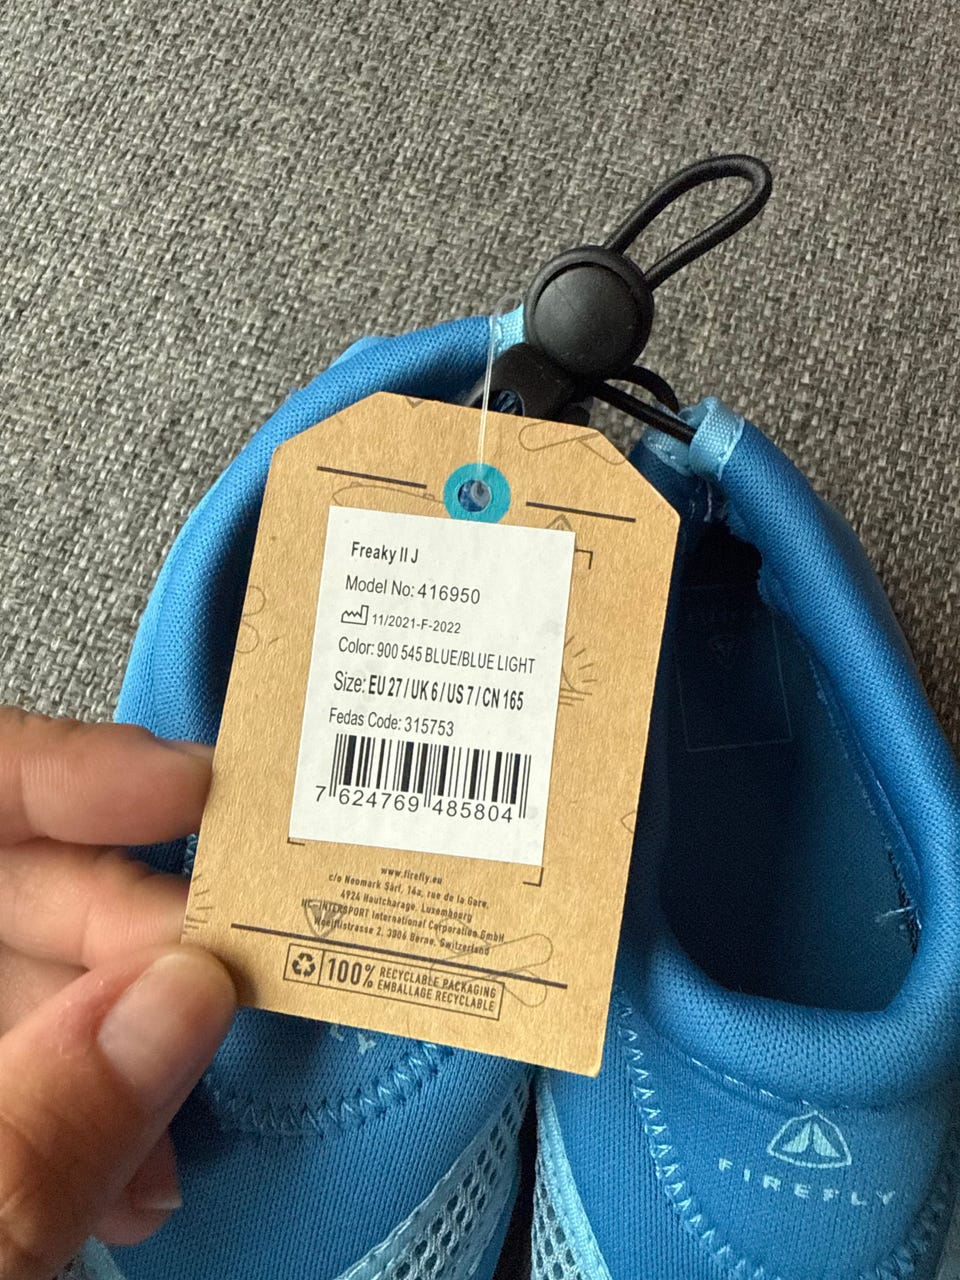 Freaky II J
Model No: 416950
11/2021-F-2022
Color: 900 545 BLUE/BLUE LIGHT
Size: EU 27 / UK 6 / US 7 / CN 165
Fedas Code: 315753
7 624769 485804
www.firefly.eu
c/o Neomark Sàrl, 14a, rue de la Gare,
4924 Hautcharage, Luxembourg
IIC-INTERSPORT International Corporation GmbH
Woelflistrasse 2, 3006 Berne, Switzerland
100% RECYCLABLE PACKAGING
EMBALLAGE RECYCLABLE
FIREFLY